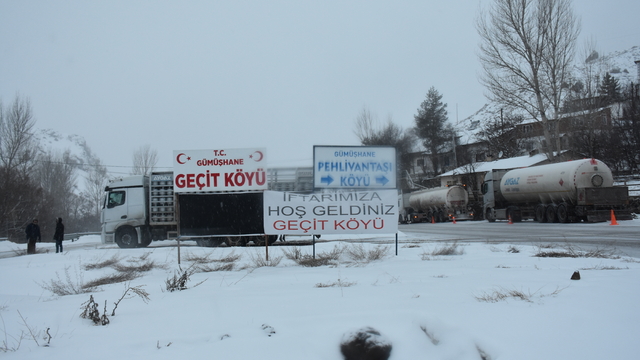 T.C.
GÜMÜŞHANE
GEÇİT KÖYÜ
GÜMÜŞHANE
PEHLİVANTAŞI
→ KÖYÜ →
İFTARIMIZA
HOŞ GELDİNİZ
GEÇİT KÖYÜ